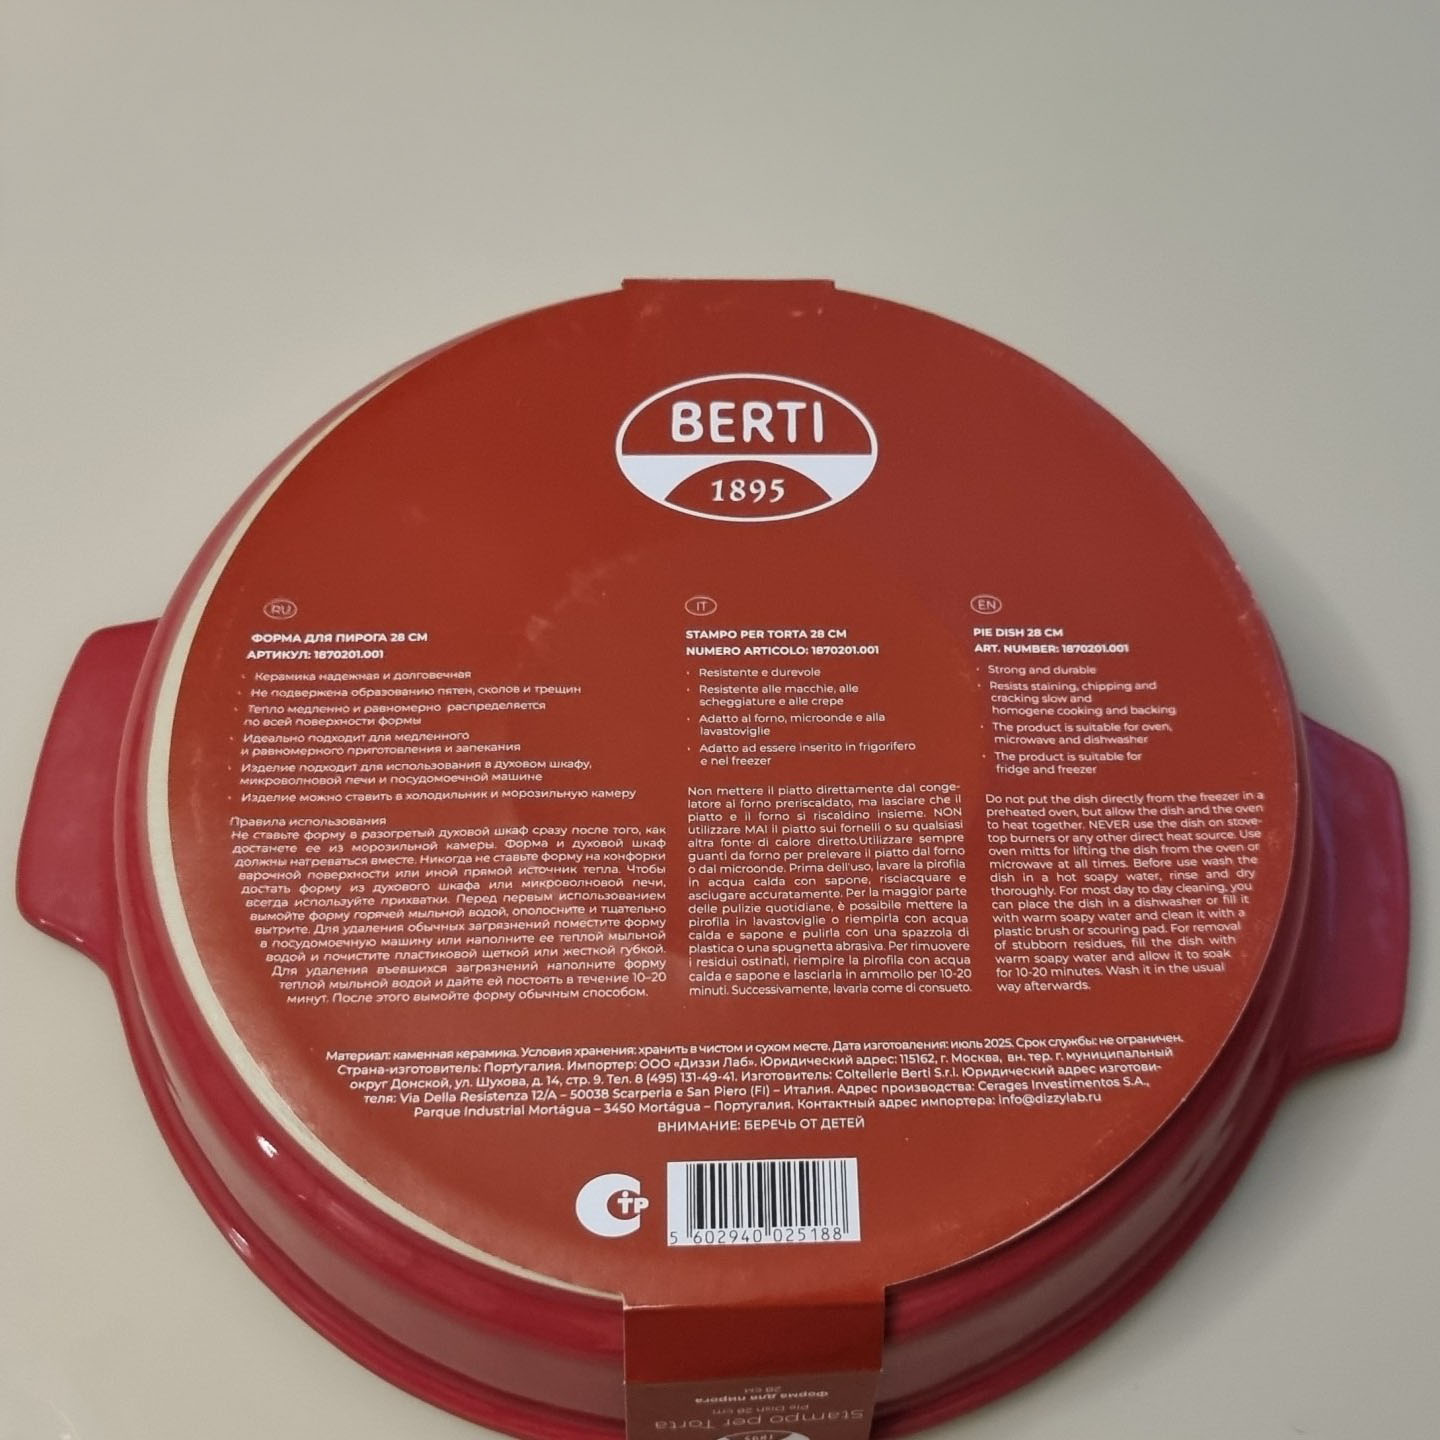 BERTI
1895
RU
ФОРМА ДЛЯ ПИРОГА 28 СМ
АРТИКУЛ: 1870201.001
· Керамика надежная и долговечная
· Не подвержена образованию пятен, сколов и трещин
· Тепло медленно и равномерно распределяется
по всей поверхности формы
· Идеально подходит для медленного
и равномерного приготовления и запекания
· Изделие подходит для использования в духовом шкафу,
микроволновой печи и посудомоечной машине
· Изделие можно ставить в холодильник и морозильную камеру
Правила использования
Не ставьте форму в разогретый духовой шкаф сразу после того, как
достанете ее из морозильной камеры. Форма и духовой шкаф
должны нагреваться вместе. Никогда не ставьте форму на конфорки
варочной поверхности или иной прямой источник тепла. Чтобы
достать форму из духового шкафа или микроволновой печи,
всегда используйте прихватки. Перед первым использованием
вымойте форму горячей мыльной водой, ополосните и тщательно
вытрите. Для удаления обычных загрязнений поместите форму
в посудомоечную машину или наполните ее теплой мыльной
водой и почистите пластиковой щеткой или жесткой губкой.
Для удаления въевшихся загрязнений наполните форму
теплой мыльной водой и дайте ей постоять в течение 10–20
минут. После этого вымойте форму обычным способом.
IT
STAMPO PER TORTA 28 CM
NUMERO ARTICOLO: 1870201.001
· Resistente e durevole
· Resistente alle macchie, alle
scheggiature e alle crepe
· Adatto al forno, microonde e alla
lavastoviglie
· Adatto ad essere inserito in frigorifero
e nel freezer
Non mettere il piatto direttamente dal conge-
latore al forno preriscaldato, ma lasciare che il
piatto e il forno si riscaldino insieme. NON
utilizzare MAI il piatto sui fornelli o su qualsiasi
altra fonte di calore diretto.Utilizzare sempre
guanti da forno per prelevare il piatto dal forno
o dal microonde. Prima dell'uso, lavare la pirofila
in acqua calda con sapone, risciacquare e
asciugare accuratamente. Per la maggior parte
delle pulizie quotidiane, è possibile mettere la
pirofila in lavastoviglie o riempirla con acqua
calda e sapone e pulirla con una spazzola di
plastica o una spugnetta abrasiva. Per rimuovere
i residui ostinati, riempire la pirofila con acqua
calda e sapone e lasciarla in ammollo per 10-20
minuti. Successivamente, lavarla come di consueto.
EN
PIE DISH 28 CM
ART. NUMBER: 1870201.001
· Strong and durable
· Resists staining, chipping and
cracking slow and
homogene cooking and backing
· The product is suitable for oven,
microwave and dishwasher
· The product is suitable for
fridge and freezer
Do not put the dish directly from the freezer in a
preheated oven, but allow the dish and the oven
to heat together. NEVER use the dish on stove-
top burners or any other direct heat source. Use
oven mitts for lifting the dish from the oven or
microwave at all times. Before use wash the
dish in a hot soapy water, rinse and dry
thoroughly. For most day to day cleaning, you
can place the dish in a dishwasher or fill it
with warm soapy water and clean it with a
plastic brush or scouring pad. For removal
of stubborn residues, fill the dish with
warm soapy water and allow it to soak
for 10-20 minutes. Wash it in the usual
way afterwards.
Материал: каменная керамика. Условия хранения: хранить в чистом и сухом месте. Дата изготовления: июль 2025. Срок службы: не ограничен.
Страна-изготовитель: Португалия. Импортер: ООО «Диззи Лаб». Юридический адрес: 115162, г. Москва, вн. тер. г. муниципальный
округ Донской, ул. Шухова, д. 14, стр. 9. Тел. 8 (495) 131-49-41. Изготовитель: Coltellerie Berti S.r.l. Юридический адрес изготови-
теля: Via Della Resistenza 12/A – 50038 Scarperia e San Piero (FI) – Италия. Адрес производства: Cerages Investimentos S.A.,
Parque Industrial Mortágua – 3450 Mortágua – Португалия. Контактный адрес импортера: info@dizzylab.ru
ВНИМАНИЕ: БЕРЕЧЬ ОТ ДЕТЕЙ
СТР
5 602940 025188
Форма для пирога
28 см
Pie Dish 28 cm
Stampo per Torta
1895